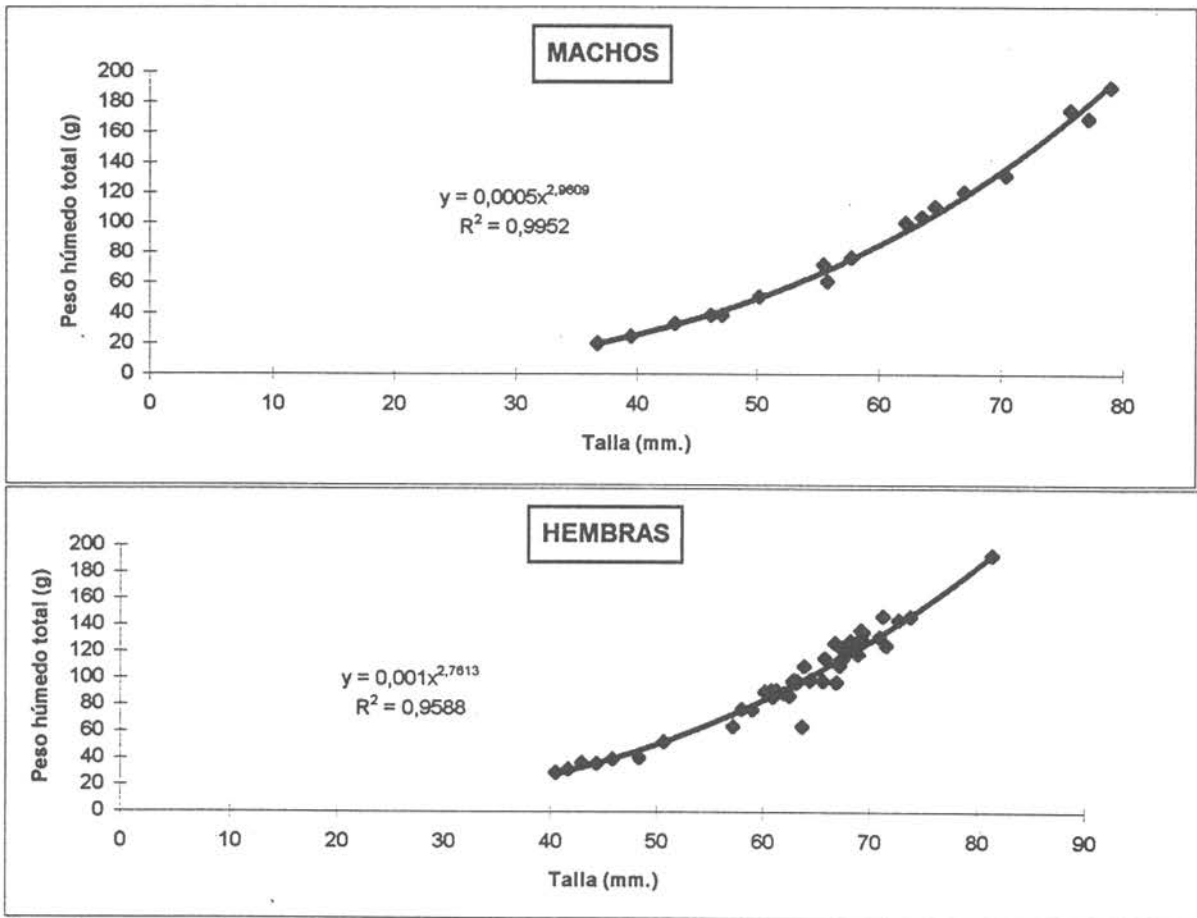 MACHOS
Peso húmedo total (g)
200
180
160
140
120
100
80
60
40
20
0
y = 0,0005x^2,9609
R² = 0,9952
0 10 20 30 40 50 60 70 80
Talla (mm.)
HEMBRAS
Peso húmedo total (g)
200
180
160
140
120
100
80
60
40
20
0
y = 0,001x^2,7613
R² = 0,9588
0 10 20 30 40 50 60 70 80 90
Talla (mm.)